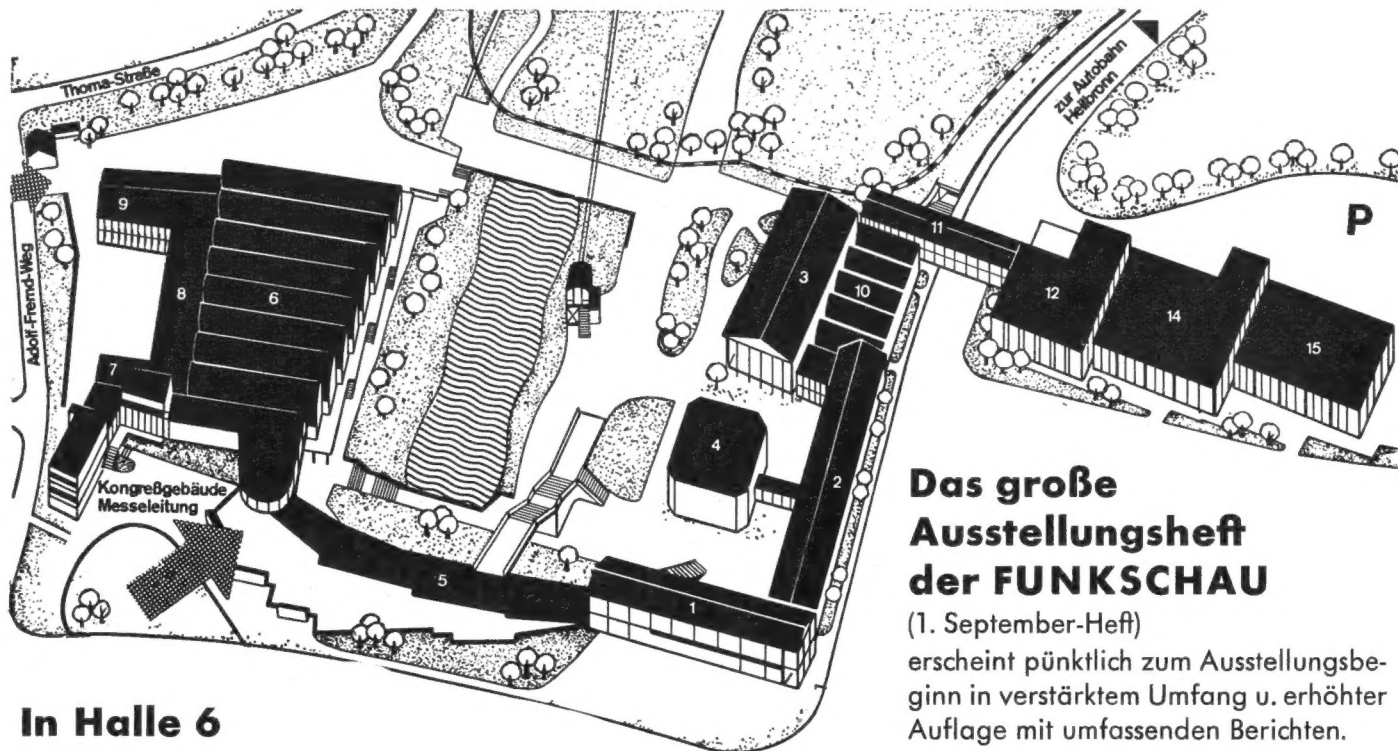 Thoma-Straße
zur Autobahn
Heilbronn
P
Adolf-Fremd-Weg
9
8
6
7
3
11
10
12
14
15
4
2
Kongreßgebäude
Messeleitung
5
1
Das große
Ausstellungsheft
der FUNKSCHAU
(1. September-Heft)
erscheint pünktlich zum Ausstellungsbe-
ginn in verstärktem Umfang u. erhöhter
Auflage mit umfassenden Berichten.
In Halle 6